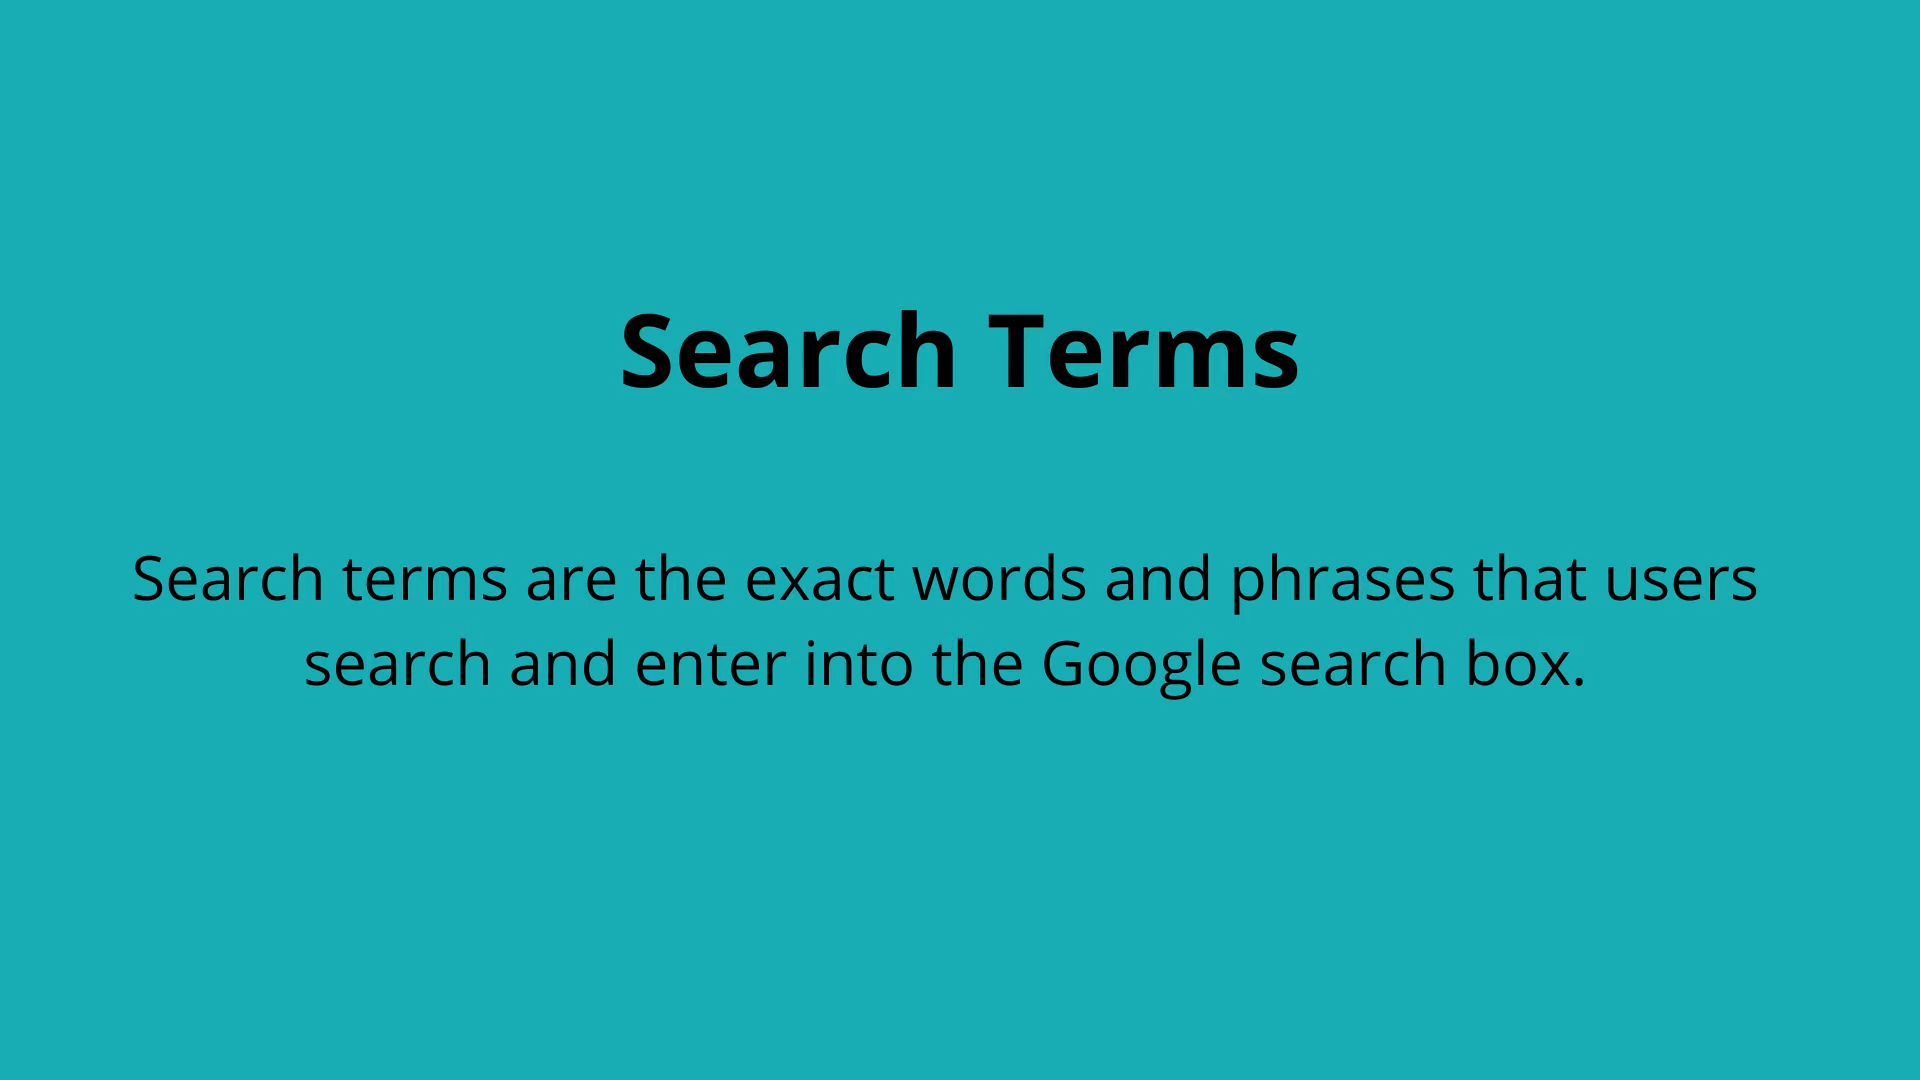 Search Terms
Search terms are the exact words and phrases that users
search and enter into the Google search box.